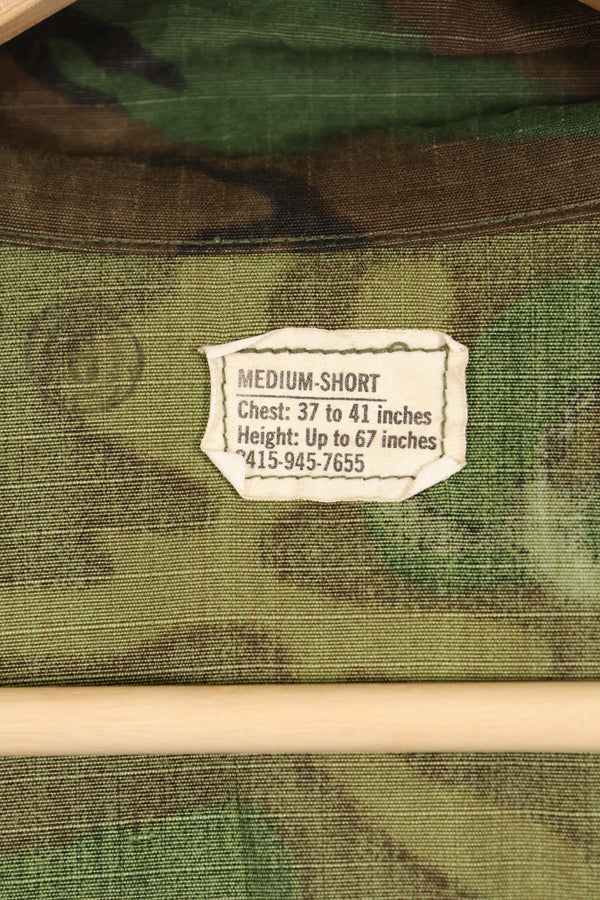 MEDIUM-SHORT
Chest: 37 to 41 inches
Height: Up to 67 inches
8415-945-7655